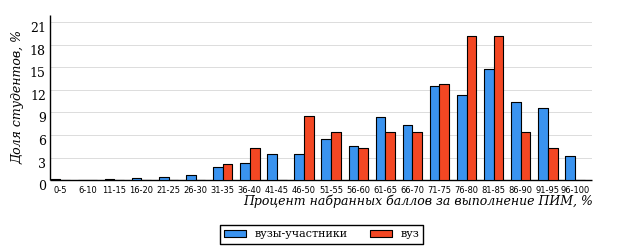 Доля студентов, %
21
18
15
12
9
6
3
0
0-5 6-10 11-15 16-20 21-25 26-30 31-35 36-40 41-45 46-50 51-55 56-60 61-65 66-70 71-75 76-80 81-85 86-90 91-95 96-100
Процент набранных баллов за выполнение ПИМ, %
вузы-участники вуз